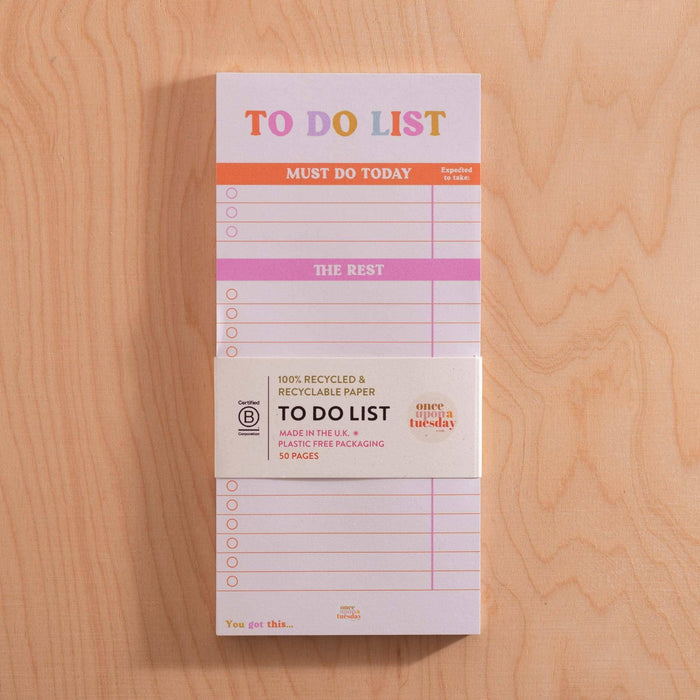 TO DO LIST
MUST DO TODAY
Expected
to take:
THE REST
Certified
B
Corporation
100% RECYCLED &
RECYCLABLE PAPER
TO DO LIST
MADE IN THE U.K. *
PLASTIC FREE PACKAGING
50 PAGES
once
upon a
tuesday
You got this...
once
upon a
tuesday